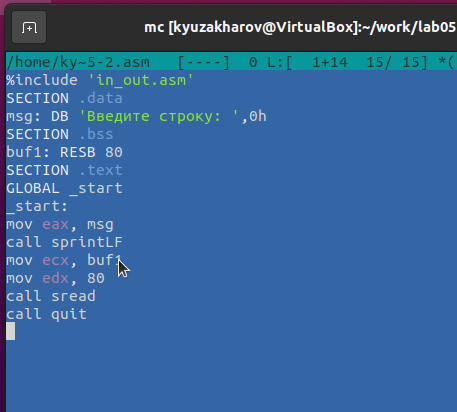 mc [kyuzakharov@VirtualBox]:~/work/lab05
/home/ky~5-2.asm   [----]  0 L:[  1+14  15/ 15] *(
%include 'in_out.asm'
SECTION .data
msg: DB 'Введите строку: ',0h
SECTION .bss
buf1: RESB 80
SECTION .text
GLOBAL _start
_start:
mov eax, msg
call sprintLF
mov ecx, buf1
mov edx, 80
call sread
call quit